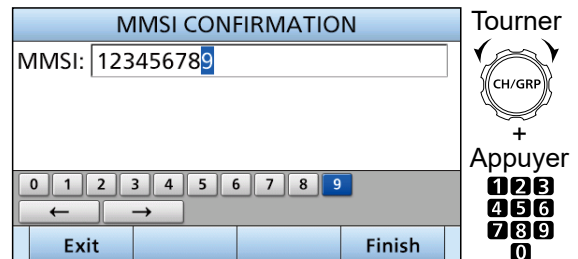 MMSI CONFIRMATION
MMSI: 123456789
0 1 2 3 4 5 6 7 8 9
← →
Exit Finish
Tourner
CH/GRP
+
Appuyer
1 2 3
4 5 6
7 8 9
0